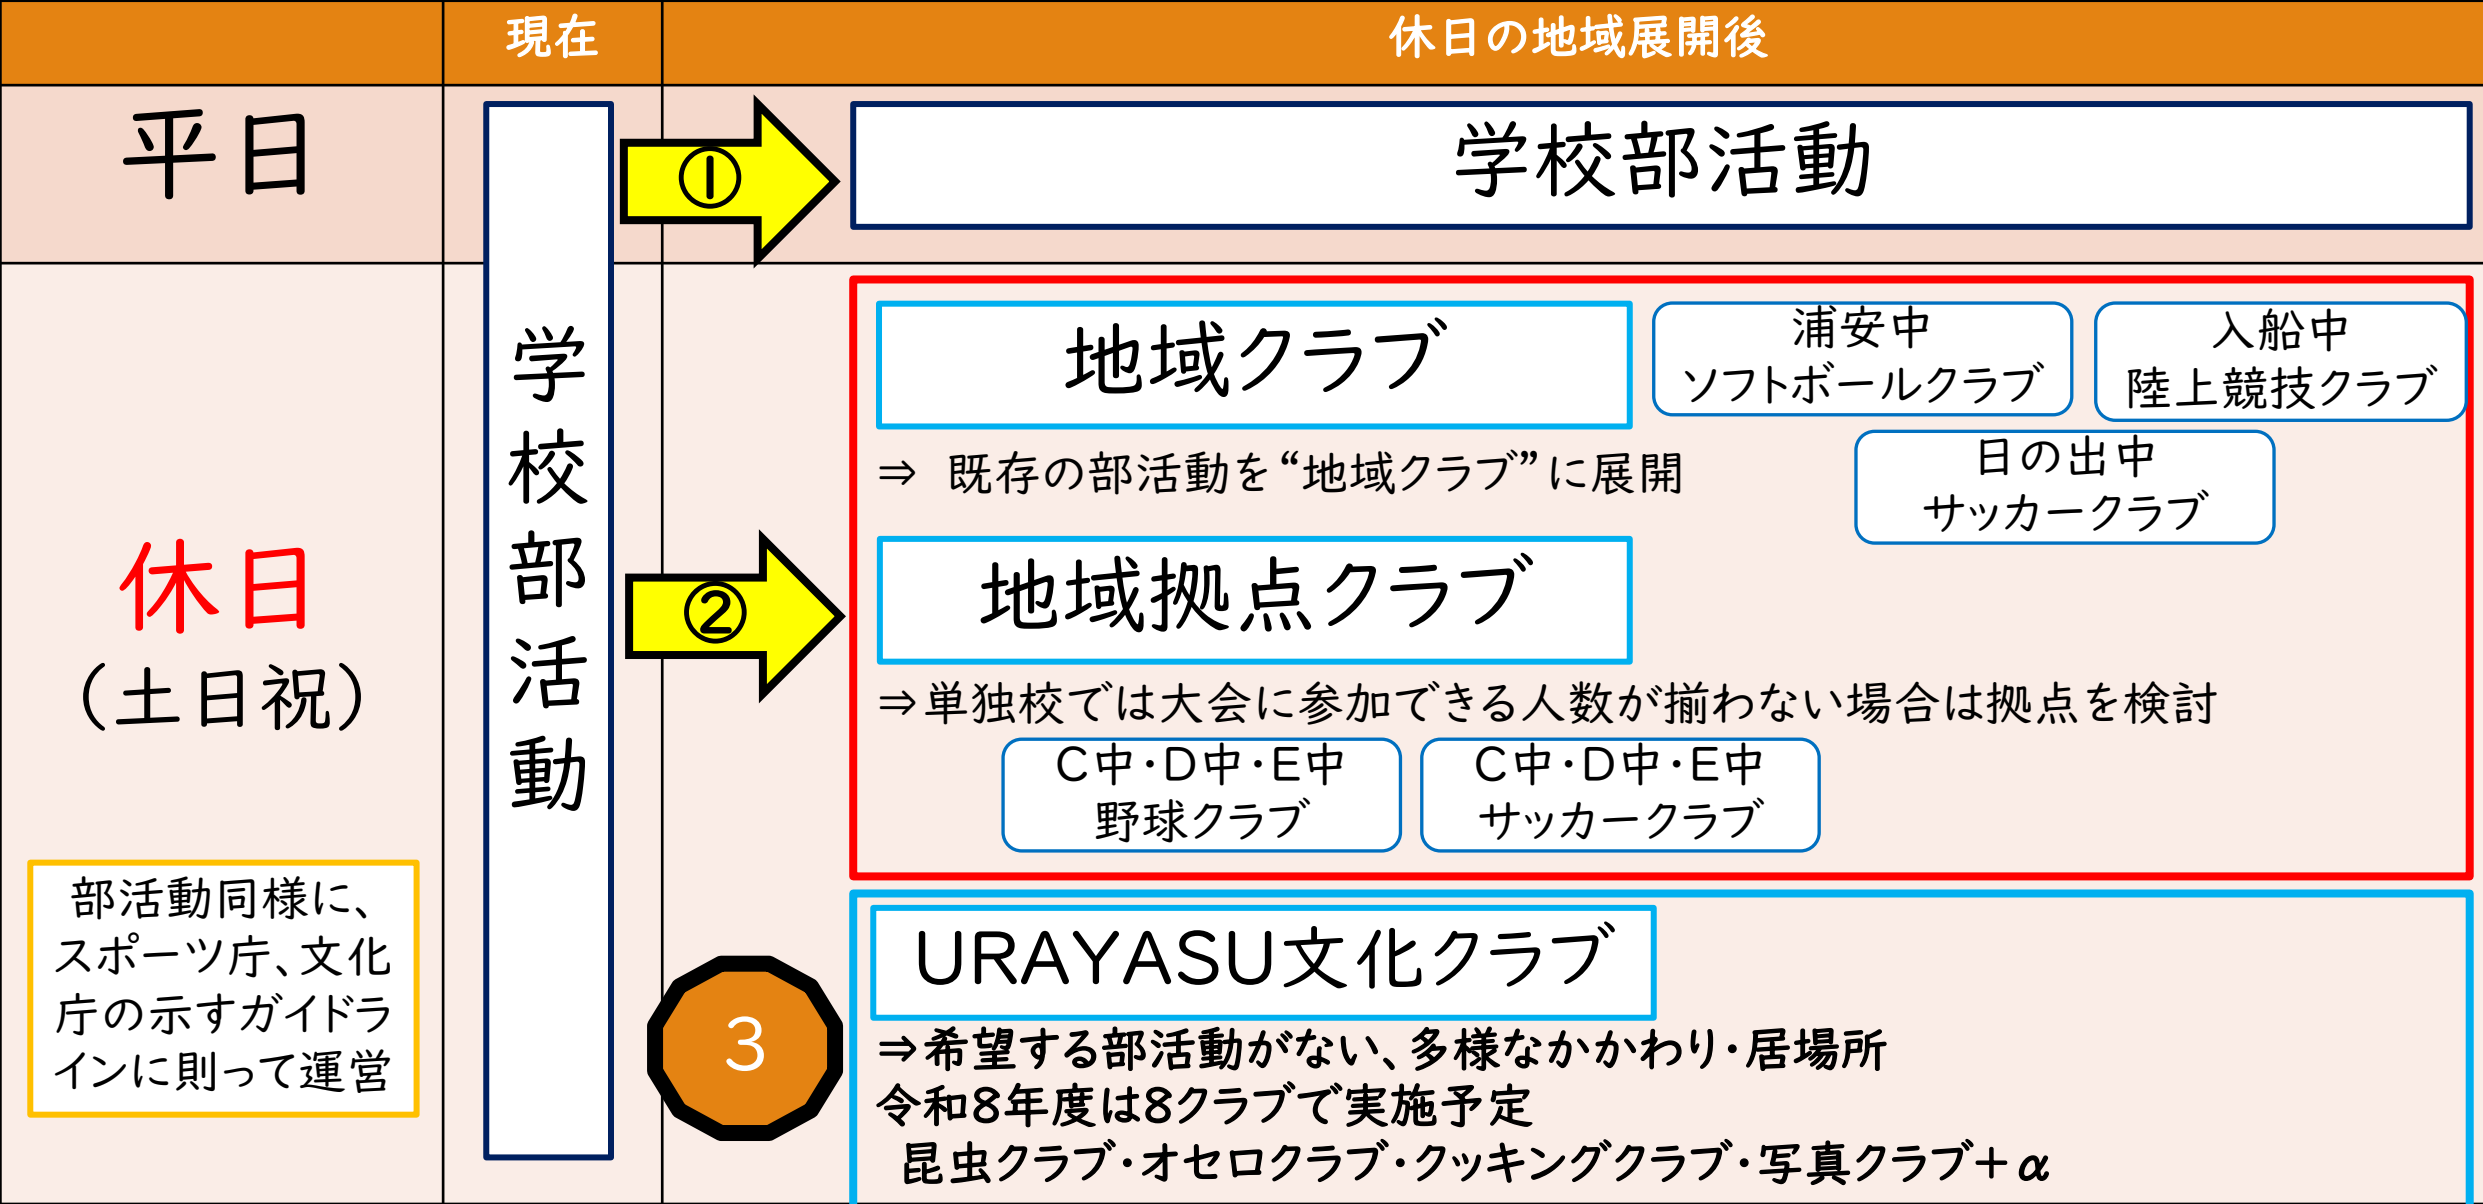 現在
休日の地域展開後
平日
学校部活動
①
学校部活動
休日
（土日祝）
部活動同様に、
スポーツ庁、文化
庁の示すガイドラ
インに則って運営
②
地域クラブ
浦安中
ソフトボールクラブ
入船中
陸上競技クラブ
⇒ 既存の部活動を“地域クラブ”に展開
日の出中
サッカークラブ
地域拠点クラブ
⇒単独校では大会に参加できる人数が揃わない場合は拠点を検討
C中・D中・E中
野球クラブ
C中・D中・E中
サッカークラブ
3
URAYASU文化クラブ
⇒希望する部活動がない、多様なかかわり・居場所
令和8年度は8クラブで実施予定
昆虫クラブ・オセロクラブ・クッキングクラブ・写真クラブ＋α